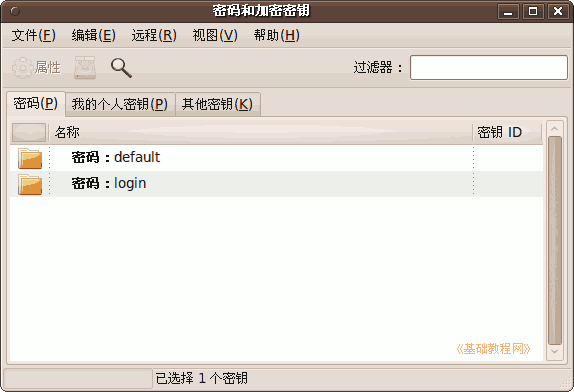 密码和加密密钥
文件(F) 编辑(E) 远程(R) 视图(V) 帮助(H)
属性 过滤器：
密码(P) 我的个人密钥(P) 其他密钥(K)
名称 密钥 ID
密码：default
密码：login
《基础教程网》
已选择 1 个密钥